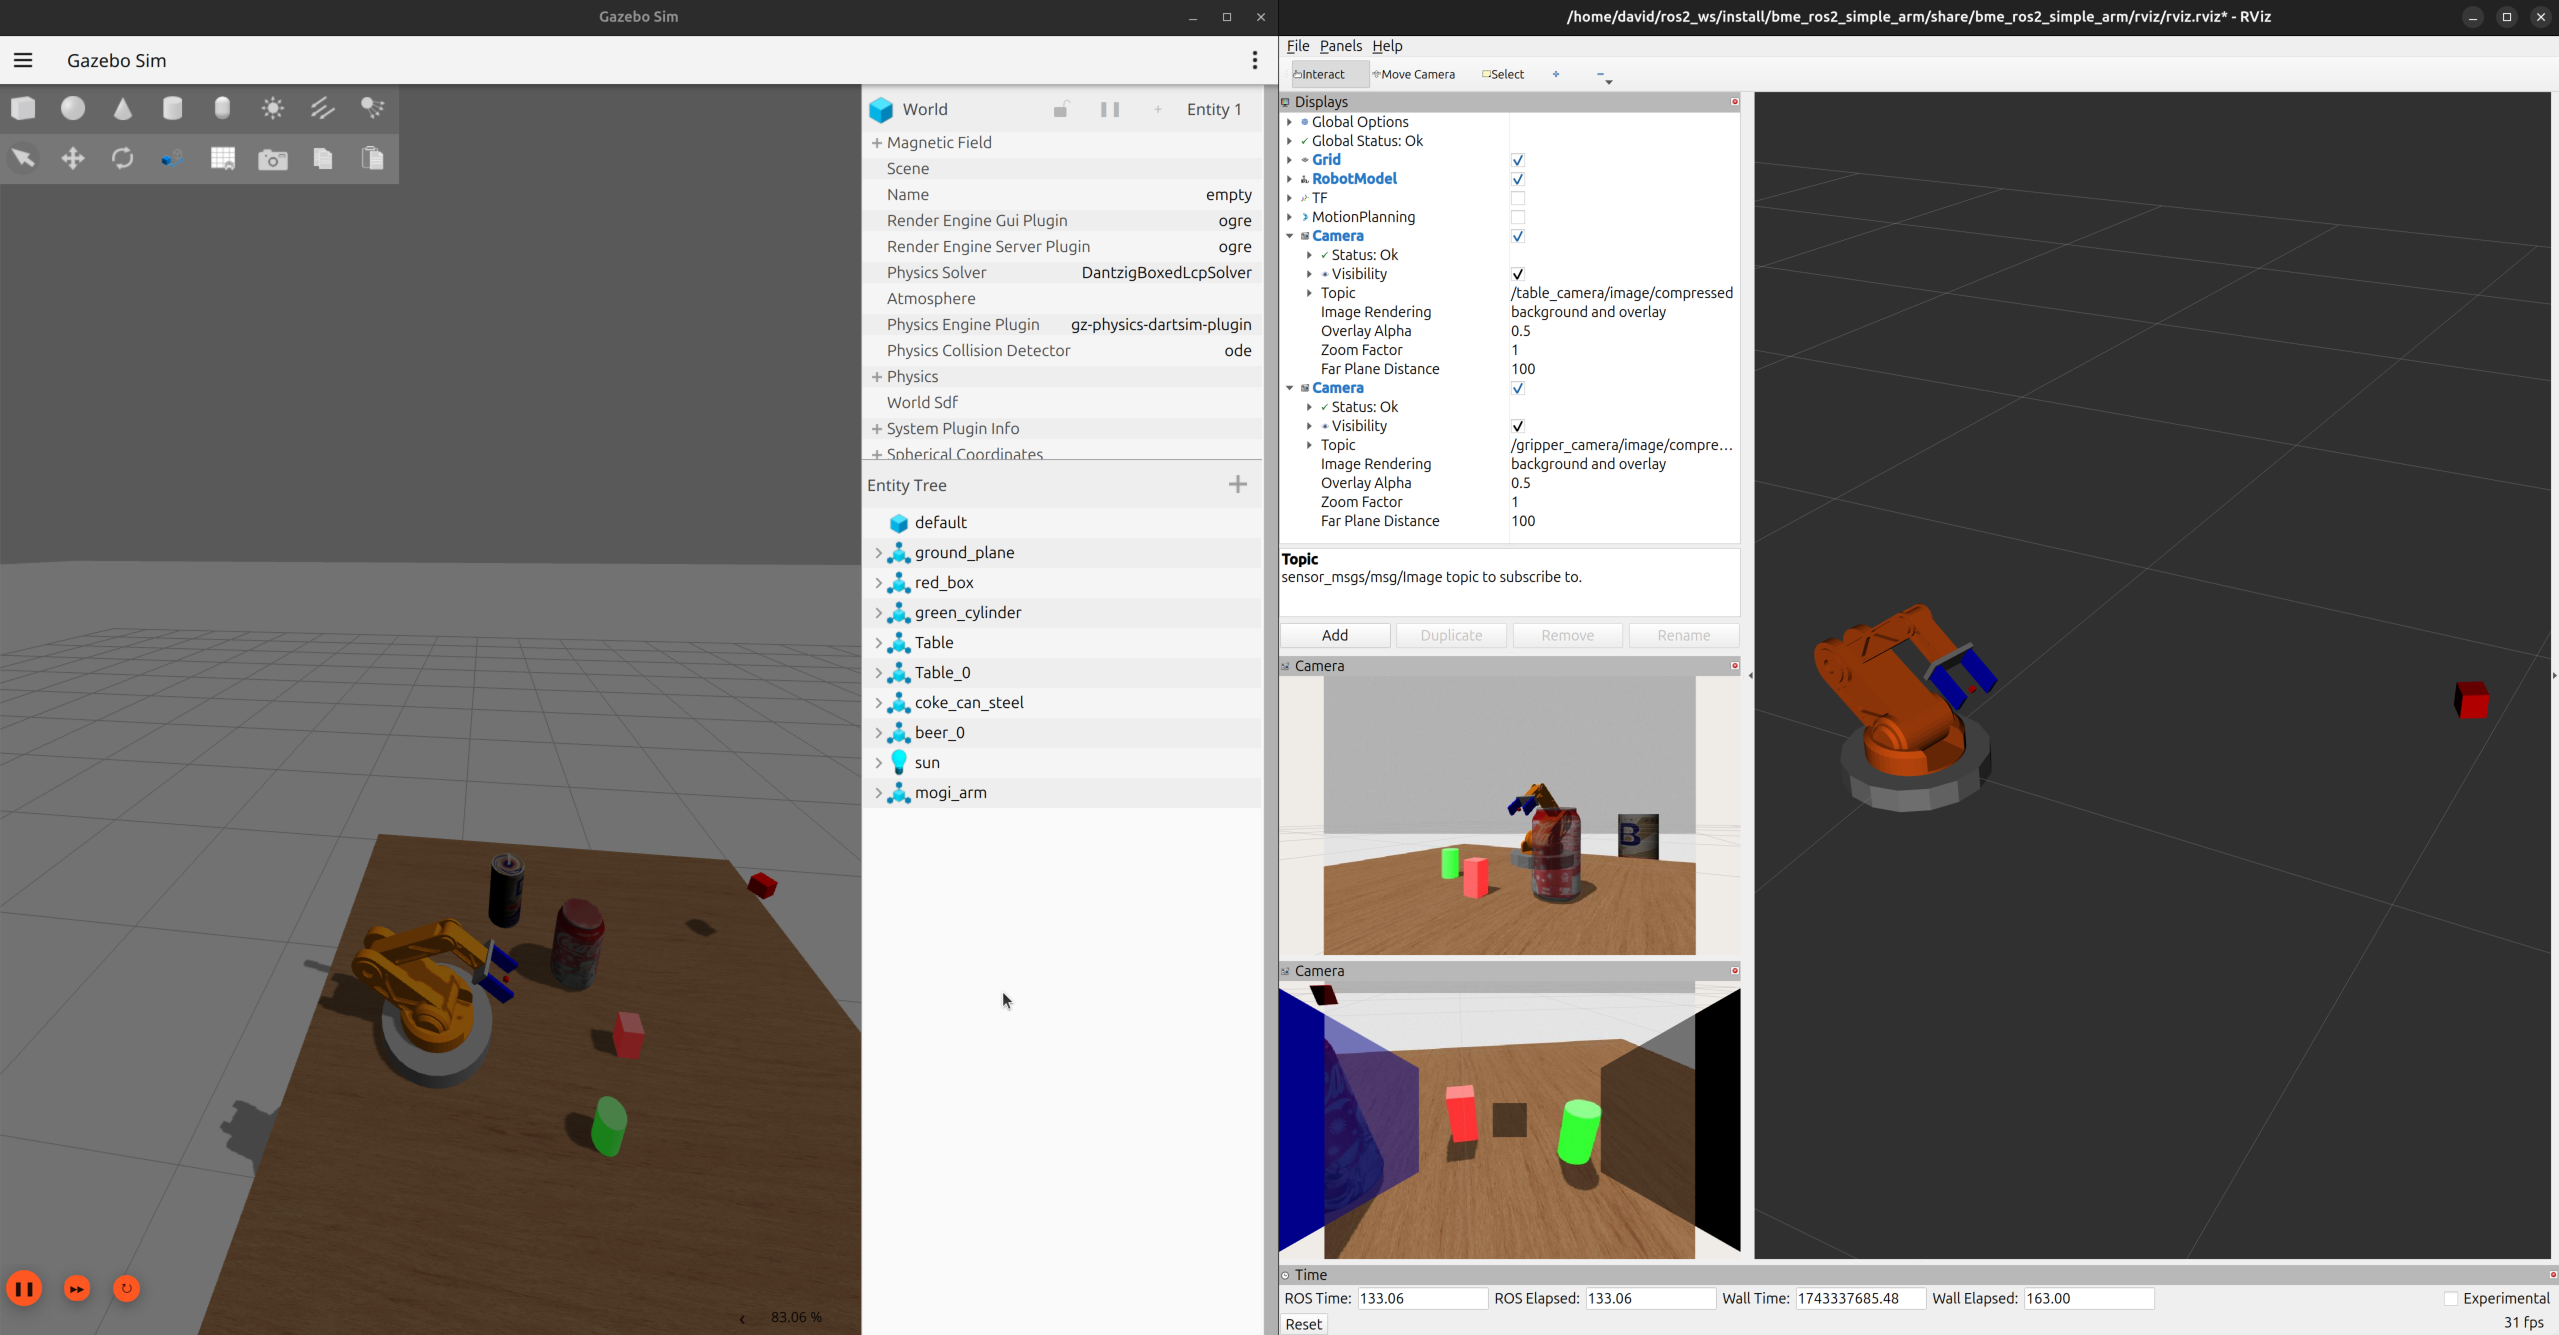 Gazebo Sim
Gazebo Sim
World
Entity 1
Magnetic Field
Scene
Name empty
Render Engine Gui Plugin ogre
Render Engine Server Plugin ogre
Physics Solver DantzigBoxedLcpSolver
Atmosphere
Physics Engine Plugin gz-physics-dartsim-plugin
Physics Collision Detector ode
Physics
World Sdf
System Plugin Info
Spherical Coordinates
Entity Tree
default
ground_plane
red_box
green_cylinder
Table
Table_0
coke_can_steel
beer_0
sun
mogi_arm
83.06 %
/home/david/ros2_ws/install/bme_ros2_simple_arm/share/bme_ros2_simple_arm/rviz/rviz.rviz* - RViz
File Panels Help
Interact Move Camera Select
Displays
Global Options
Global Status: Ok
Grid
RobotModel
TF
MotionPlanning
Camera
Status: Ok
Visibility
Topic /table_camera/image/compressed
Image Rendering background and overlay
Overlay Alpha 0.5
Zoom Factor 1
Far Plane Distance 100
Camera
Status: Ok
Visibility
Topic /gripper_camera/image/compre...
Image Rendering background and overlay
Overlay Alpha 0.5
Zoom Factor 1
Far Plane Distance 100
Topic
sensor_msgs/msg/Image topic to subscribe to.
Add Duplicate Remove Rename
Camera
B
Camera
Time
ROS Time: 133.06 ROS Elapsed: 133.06 Wall Time: 1743337685.48 Wall Elapsed: 163.00 Experimental
Reset 31 fps